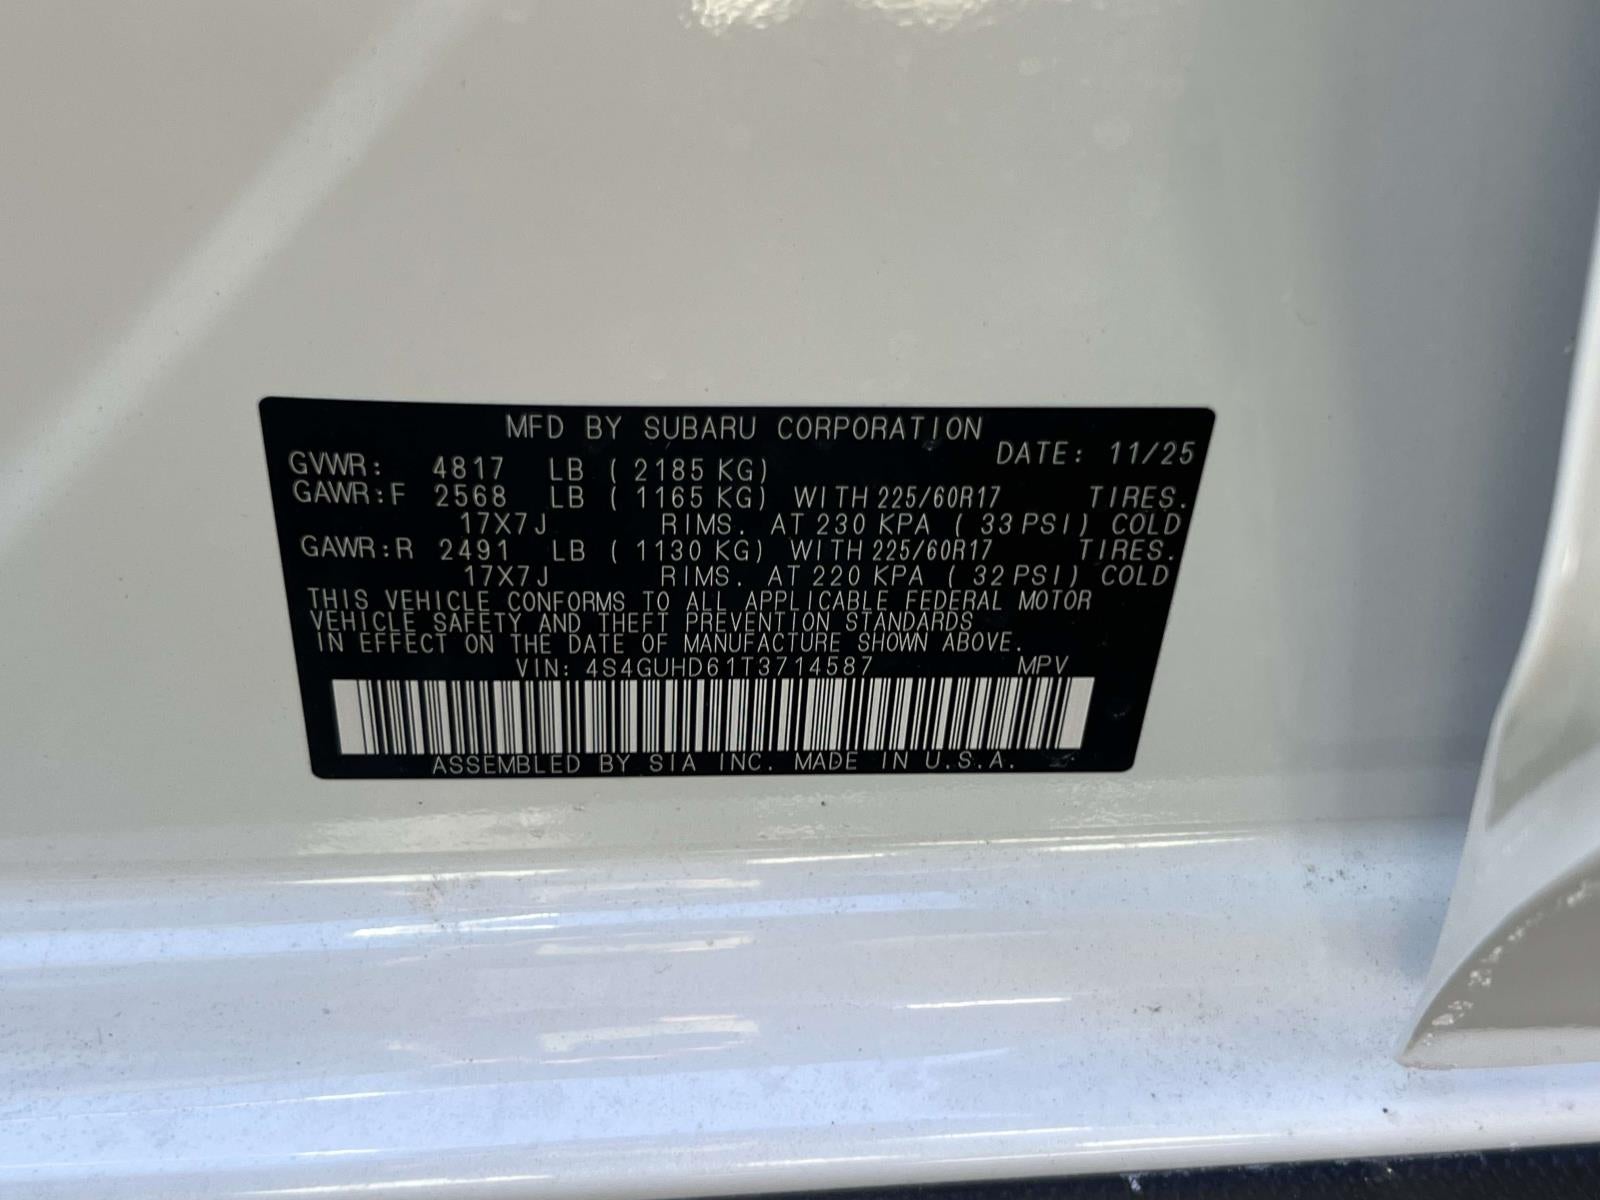 MFD BY SUBARU CORPORATION
DATE: 11/25
GVWR: 4817 LB ( 2185 KG)
GAWR:F 2568 LB ( 1165 KG) WITH 225/60R17 TIRES.
17X7J RIMS. AT 230 KPA ( 33 PSI) COLD
GAWR:R 2491 LB ( 1130 KG) WITH 225/60R17 TIRES.
17X7J RIMS. AT 220 KPA ( 32 PSI) COLD
THIS VEHICLE CONFORMS TO ALL APPLICABLE FEDERAL MOTOR
VEHICLE SAFETY AND THEFT PREVENTION STANDARDS
IN EFFECT ON THE DATE OF MANUFACTURE SHOWN ABOVE.
VIN: 4S4GUHD61T3714587 MPV
ASSEMBLED BY SIA INC. MADE IN U.S.A.